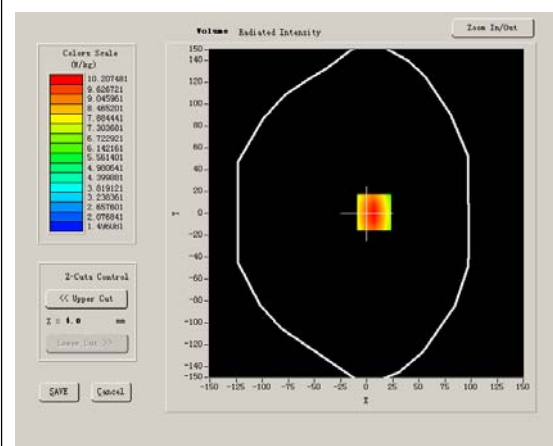 Volume Radiated Intensity
Zoom In/Out
Colors Scale
(W/kg)
10.207481
9.626721
9.045961
8.465201
7.884441
7.303681
6.722921
6.142161
5.561401
4.980641
4.399881
3.819121
3.238361
2.657601
2.076841
1.496081
Z-Cuts Control
<< Upper Cut
Z = 4.0 mm
Lower Cut >>
SAVE
Cancel
150
140
120
100
80
60
40
20
0
-20
-40
-60
-80
-100
-120
-140
-150
Y
-150 -125 -100 -75 -50 -25 0 25 50 75 100 125 150
X